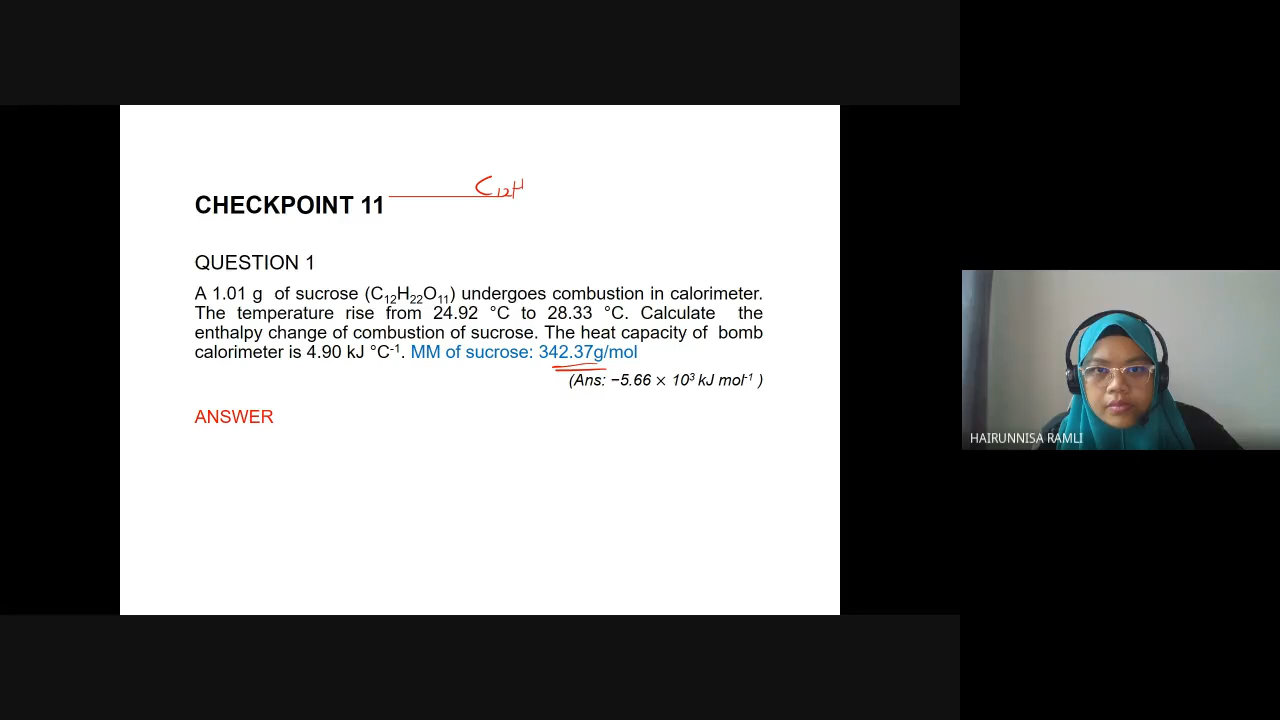 C₁₂H
CHECKPOINT 11
QUESTION 1
A 1.01 g of sucrose (C₁₂H₂₂O₁₁) undergoes combustion in calorimeter.
The temperature rise from 24.92 °C to 28.33 °C. Calculate the
enthalpy change of combustion of sucrose. The heat capacity of bomb
calorimeter is 4.90 kJ °C⁻¹. MM of sucrose: 342.37g/mol
(Ans: −5.66 × 10³ kJ mol⁻¹ )
ANSWER
HAIRUNNISA RAMLI